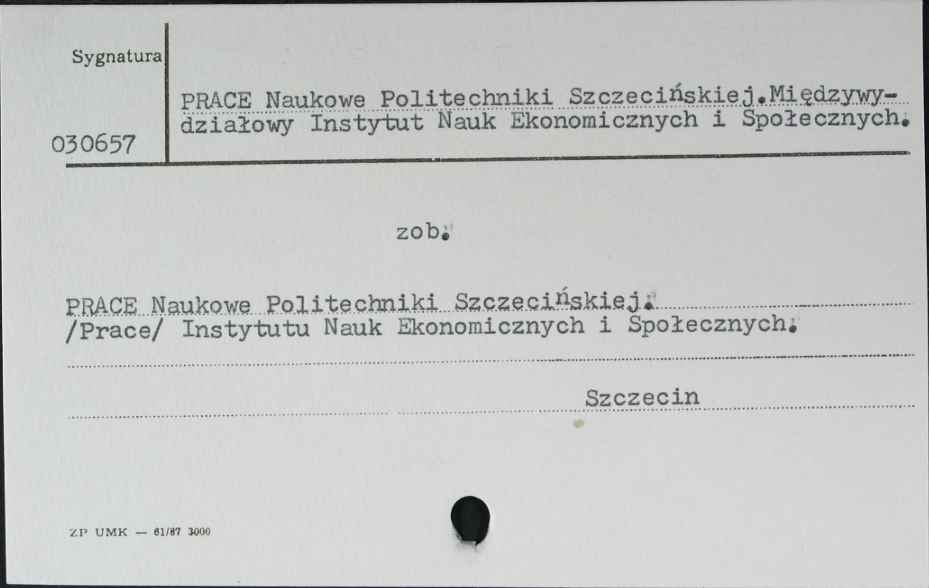 Sygnatura
030657
PRACE Naukowe Politechniki Szczecińskiej.Międzywy-
działowy Instytut Nauk Ekonomicznych i Społecznych.
zob.
PRACE Naukowe Politechniki Szczecińskiej.
/Prace/ Instytutu Nauk Ekonomicznych i Społecznych.
Szczecin
ZP UMK — 61/87 3000